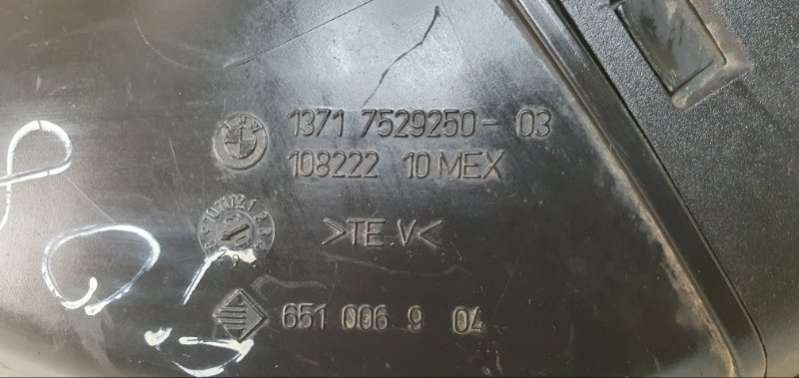 1371 7529250-03
108222 10 MEX
>TE.V<
651 006 9 04